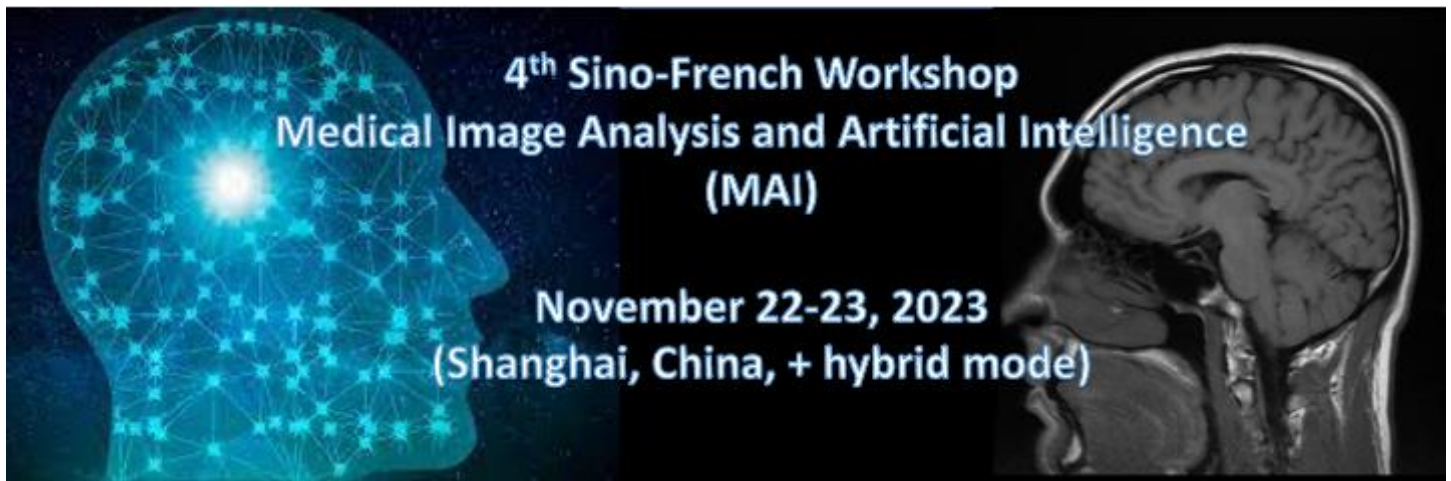 4th Sino-French Workshop
Medical Image Analysis and Artificial Intelligence
(MAI)
November 22-23, 2023
(Shanghai, China, + hybrid mode)